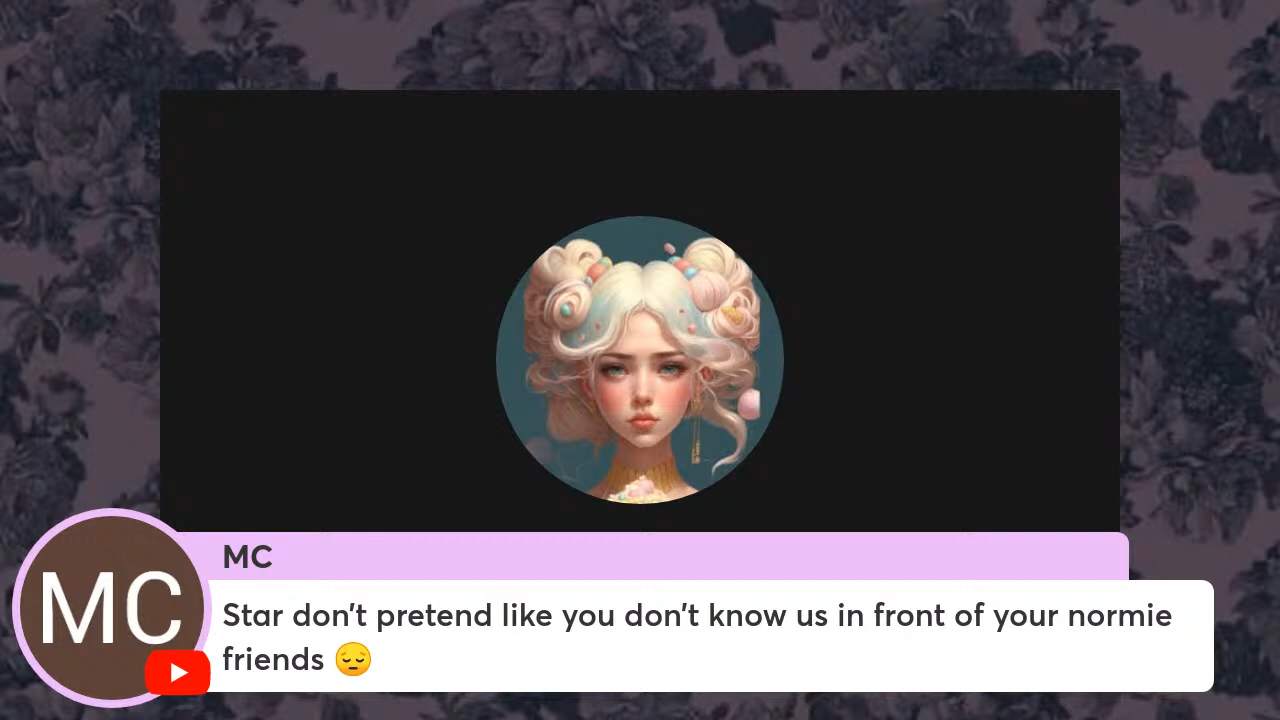 MC
MC
Star don't pretend like you don't know us in front of your normie
friends 😔